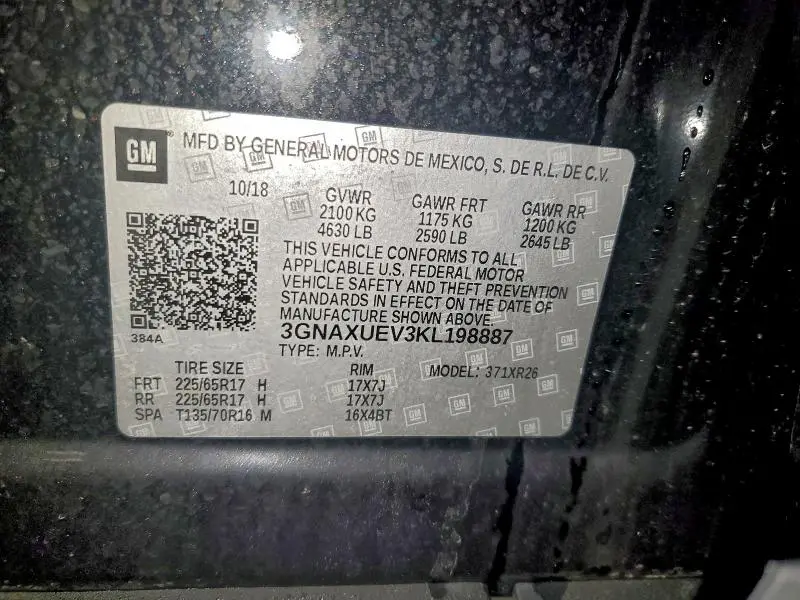 GM MFD BY GENERAL MOTORS DE MEXICO, S. DE R.L. DE C.V.
10/18 GVWR GAWR FRT GAWR RR
2100 KG 1175 KG 1200 KG
4630 LB 2590 LB 2645 LB
THIS VEHICLE CONFORMS TO ALL
APPLICABLE U.S. FEDERAL MOTOR
VEHICLE SAFETY AND THEFT PREVENTION
STANDARDS IN EFFECT ON THE DATE OF
MANUFACTURE SHOWN ABOVE.
384A
3GNAXUEV3KL198887
TYPE: M.P.V. MODEL: 371XR26
TIRE SIZE RIM
FRT 225/65R17 H 17X7J
RR 225/65R17 H 17X7J
SPA T135/70R16 M 16X4BT